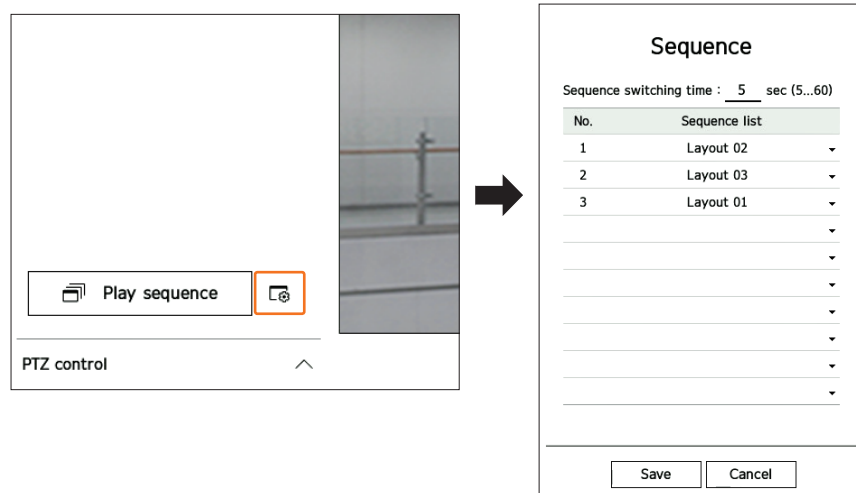 Play sequence
PTZ control
Sequence
Sequence switching time : 5 sec (5...60)
No. Sequence list
1 Layout 02
2 Layout 03
3 Layout 01
Save Cancel